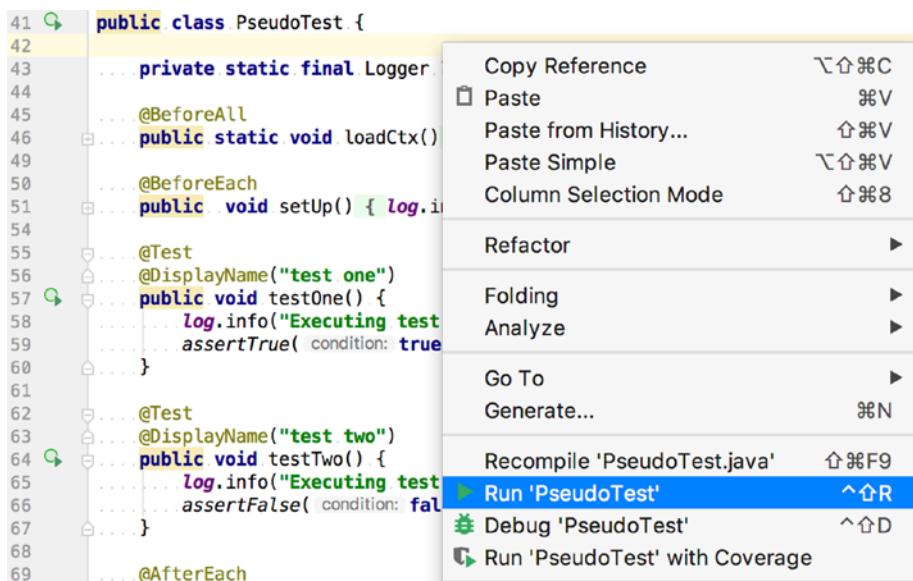 41 public class PseudoTest {
42
43 private static final Logger
44
45 @BeforeAll
46 public static void loadCtx()
49
50 @BeforeEach
51 public void setUp() { log.in
54
55 @Test
56 @DisplayName("test one")
57 public void testOne() {
58 log.info("Executing test
59 assertTrue( condition: true
60 }
61
62 @Test
63 @DisplayName("test two")
64 public void testTwo() {
65 log.info("Executing test
66 assertFalse( condition: fal
67 }
68
69 @AfterEach
Copy Reference ⌥⇧⌘C
Paste ⌘V
Paste from History... ⇧⌘V
Paste Simple ⌥⇧⌘V
Column Selection Mode ⇧⌘8
Refactor
Folding
Analyze
Go To
Generate... ⌘N
Recompile 'PseudoTest.java' ⇧⌘F9
Run 'PseudoTest' ^⇧R
Debug 'PseudoTest' ^⇧D
Run 'PseudoTest' with Coverage